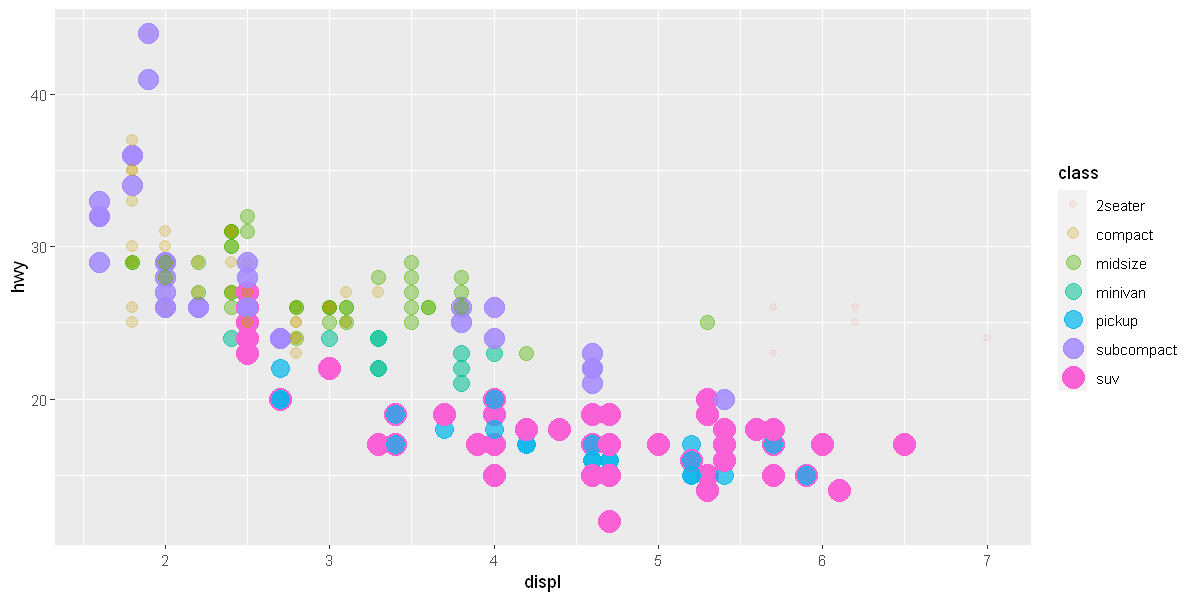 hwy
40
30
20
2
3
4
5
6
7
displ
class
2seater
compact
midsize
minivan
pickup
subcompact
suv